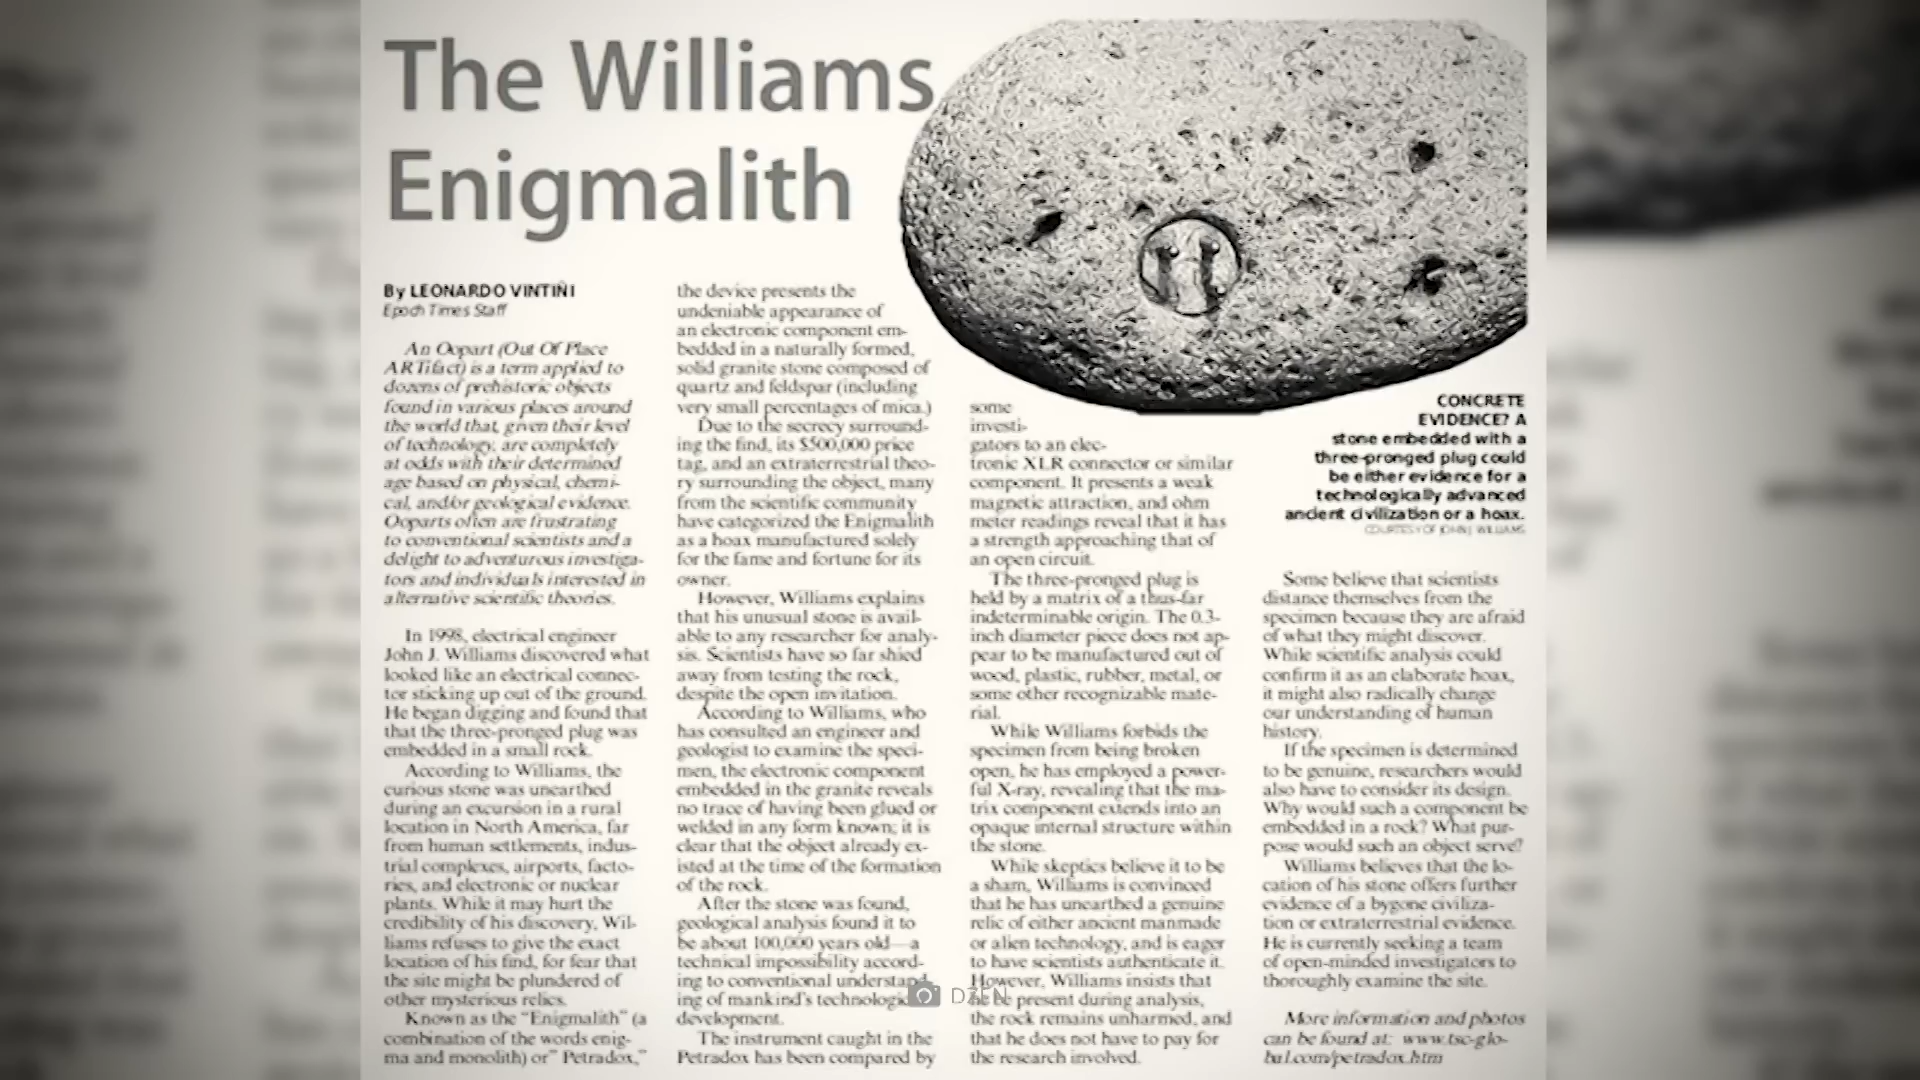 The Williams
Enigmalith
By LEONARDO VINTIÑI
Epoch Times Staff
An Oopart (Out Of Place
ARTifact) is a term applied to
dozens of prehistoric objects
found in various places around
the world that, given their level
of technology, are completely
at odds with their determined
age based on physical, chemi-
cal, and/or geological evidence.
Ooparts often are frustrating
to conventional scientists and a
delight to adventurous investiga-
tors and individuals interested in
alternative scientific theories.
In 1998, electrical engineer
John J. Williams discovered what
looked like an electrical connec-
tor sticking up out of the ground.
He began digging and found that
that the three-pronged plug was
embedded in a small rock.
According to Williams, the
curious stone was unearthed
during an excursion in a rural
location in North America, far
from human settlements, indus-
trial complexes, airports, facto-
ries, and electronic or nuclear
plants. While it may hurt the
credibility of his discovery, Wil-
liams refuses to give the exact
location of his find, for fear that
the site might be plundered of
other mysterious relics.
Known as the "Enigmalith" (a
combination of the words enig-
ma and monolith) or" Petradox,"
the device presents the
undeniable appearance of
an electronic component em-
bedded in a naturally formed,
solid granite stone composed of
quartz and feldspar (including
very small percentages of mica.)
Due to the secrecy surround-
ing the find, its $500,000 price
tag, and an extraterrestrial theo-
ry surrounding the object, many
from the scientific community
have categorized the Enigmalith
as a hoax manufactured solely
for the fame and fortune for its
owner.
However, Williams explains
that his unusual stone is avail-
able to any researcher for analy-
sis. Scientists have so far shied
away from testing the rock,
despite the open invitation.
According to Williams, who
has consulted an engineer and
geologist to examine the speci-
men, the electronic component
embedded in the granite reveals
no trace of having been glued or
welded in any form known; it is
clear that the object already ex-
isted at the time of the formation
of the rock.
After the stone was found,
geological analysis found it to
be about 100,000 years old—a
technical impossibility accord-
ing to conventional understand-
ing of mankind's technologic
development.
The instrument caught in the
Petradox has been compared by
some
investi-
gators to an elec-
tronic XLR connector or similar
component. It presents a weak
magnetic attraction, and ohm
meter readings reveal that it has
a strength approaching that of
an open circuit.
The three-pronged plug is
held by a matrix of a thus-far
indeterminable origin. The 0.3-
inch diameter piece does not ap-
pear to be manufactured out of
wood, plastic, rubber, metal, or
some other recognizable mate-
rial.
While Williams forbids the
specimen from being broken
open, he has employed a power-
ful X-ray, revealing that the ma-
trix component extends into an
opaque internal structure within
the stone.
While skeptics believe it to be
a sham, Williams is convinced
that he has unearthed a genuine
relic of either ancient manmade
or alien technology, and is eager
to have scientists authenticate it.
However, Williams insists that
he be present during analysis,
the rock remains unharmed, and
that he does not have to pay for
the research involved.
CONCRETE
EVIDENCE? A
stone embedded with a
three-pronged plug could
be either evidence for a
technologically advanced
ancient civilization or a hoax.
COURTESY OF JOHN J. WILLIAMS
Some believe that scientists
distance themselves from the
specimen because they are afraid
of what they might discover.
While scientific analysis could
confirm it as an elaborate hoax,
it might also radically change
our understanding of human
history.
If the specimen is determined
to be genuine, researchers would
also have to consider its design.
Why would such a component be
embedded in a rock? What pur-
pose would such an object serve?
Williams believes that the lo-
cation of his stone offers further
evidence of a bygone civiliza-
tion or extraterrestrial evidence.
He is currently seeking a team
of open-minded investigators to
thoroughly examine the site.
More information and photos
can be found at: www.tsc-glo-
bal.com/petradox.htm
DZEN